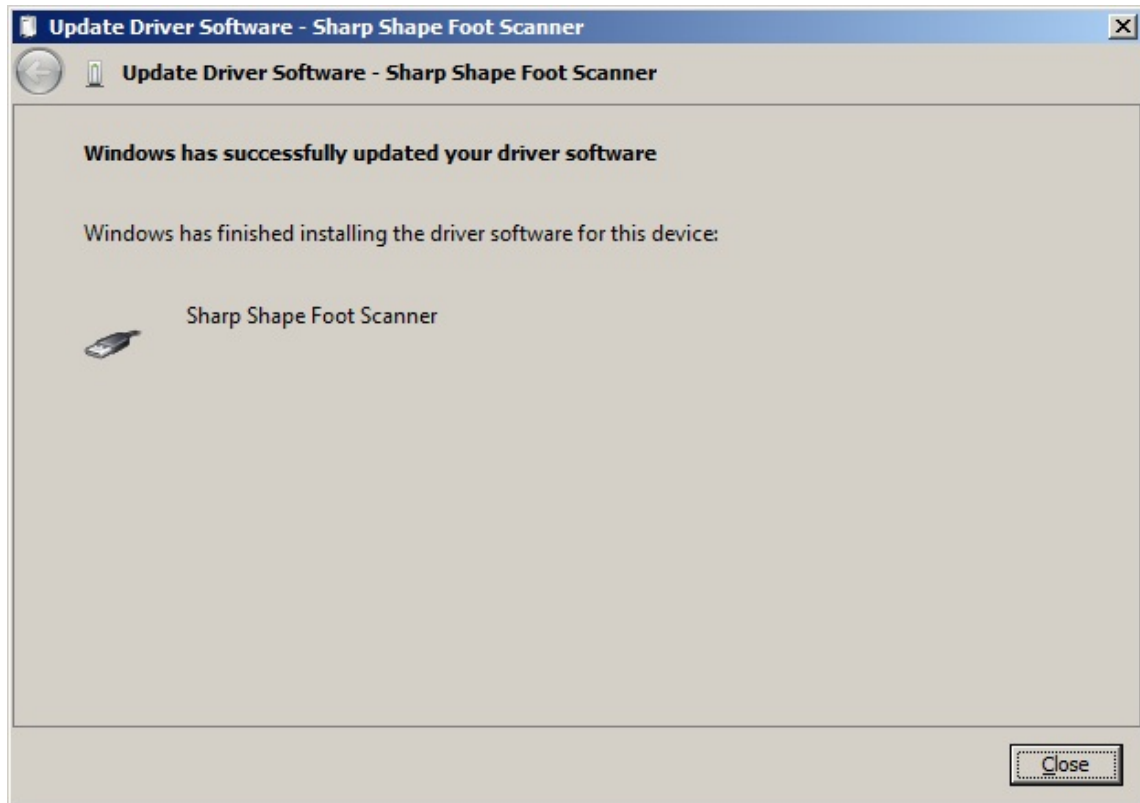 Update Driver Software - Sharp Shape Foot Scanner
Update Driver Software - Sharp Shape Foot Scanner
Windows has successfully updated your driver software
Windows has finished installing the driver software for this device:
Sharp Shape Foot Scanner
Close